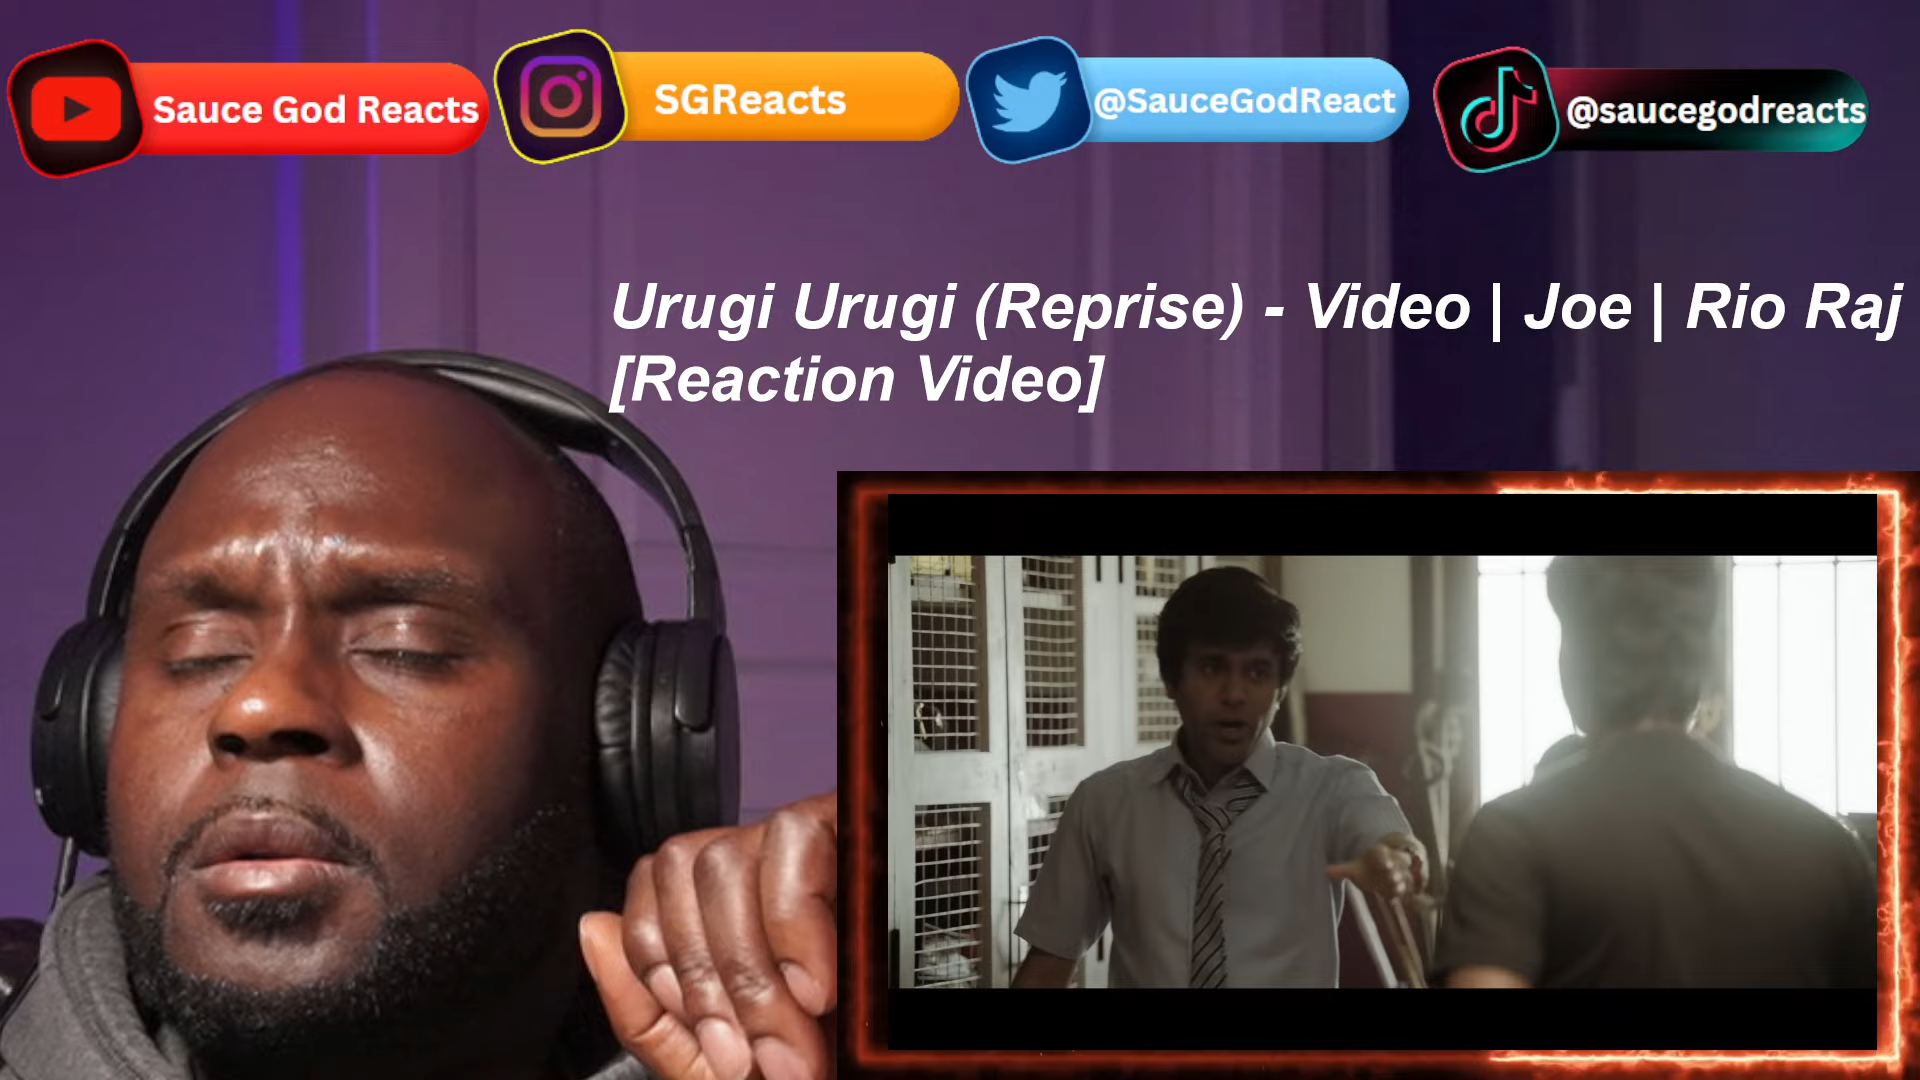 Sauce God Reacts
SGReacts
@SauceGodReact
@saucegodreacts
Urugi Urugi (Reprise) - Video | Joe | Rio Raj
[Reaction Video]